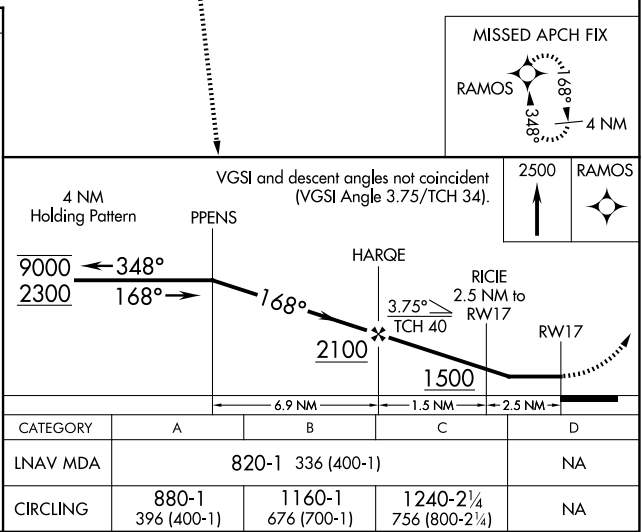 MISSED APCH FIX
RAMOS
168°
348°
4 NM
VGSI and descent angles not coincident
(VGSI Angle 3.75/TCH 34).
2500
RAMOS
4 NM
Holding Pattern
PPENS
HARQE
RICIE
2.5 NM to
RW17
RW17
9000
348°
2300
168°
168°
3.75°
TCH 40
2100
1500
6.9 NM
1.5 NM
2.5 NM
CATEGORY A B C D
LNAV MDA 820-1 336 (400-1) NA
CIRCLING 880-1 1160-1 1240-2¼ NA
396 (400-1) 676 (700-1) 756 (800-2¼)